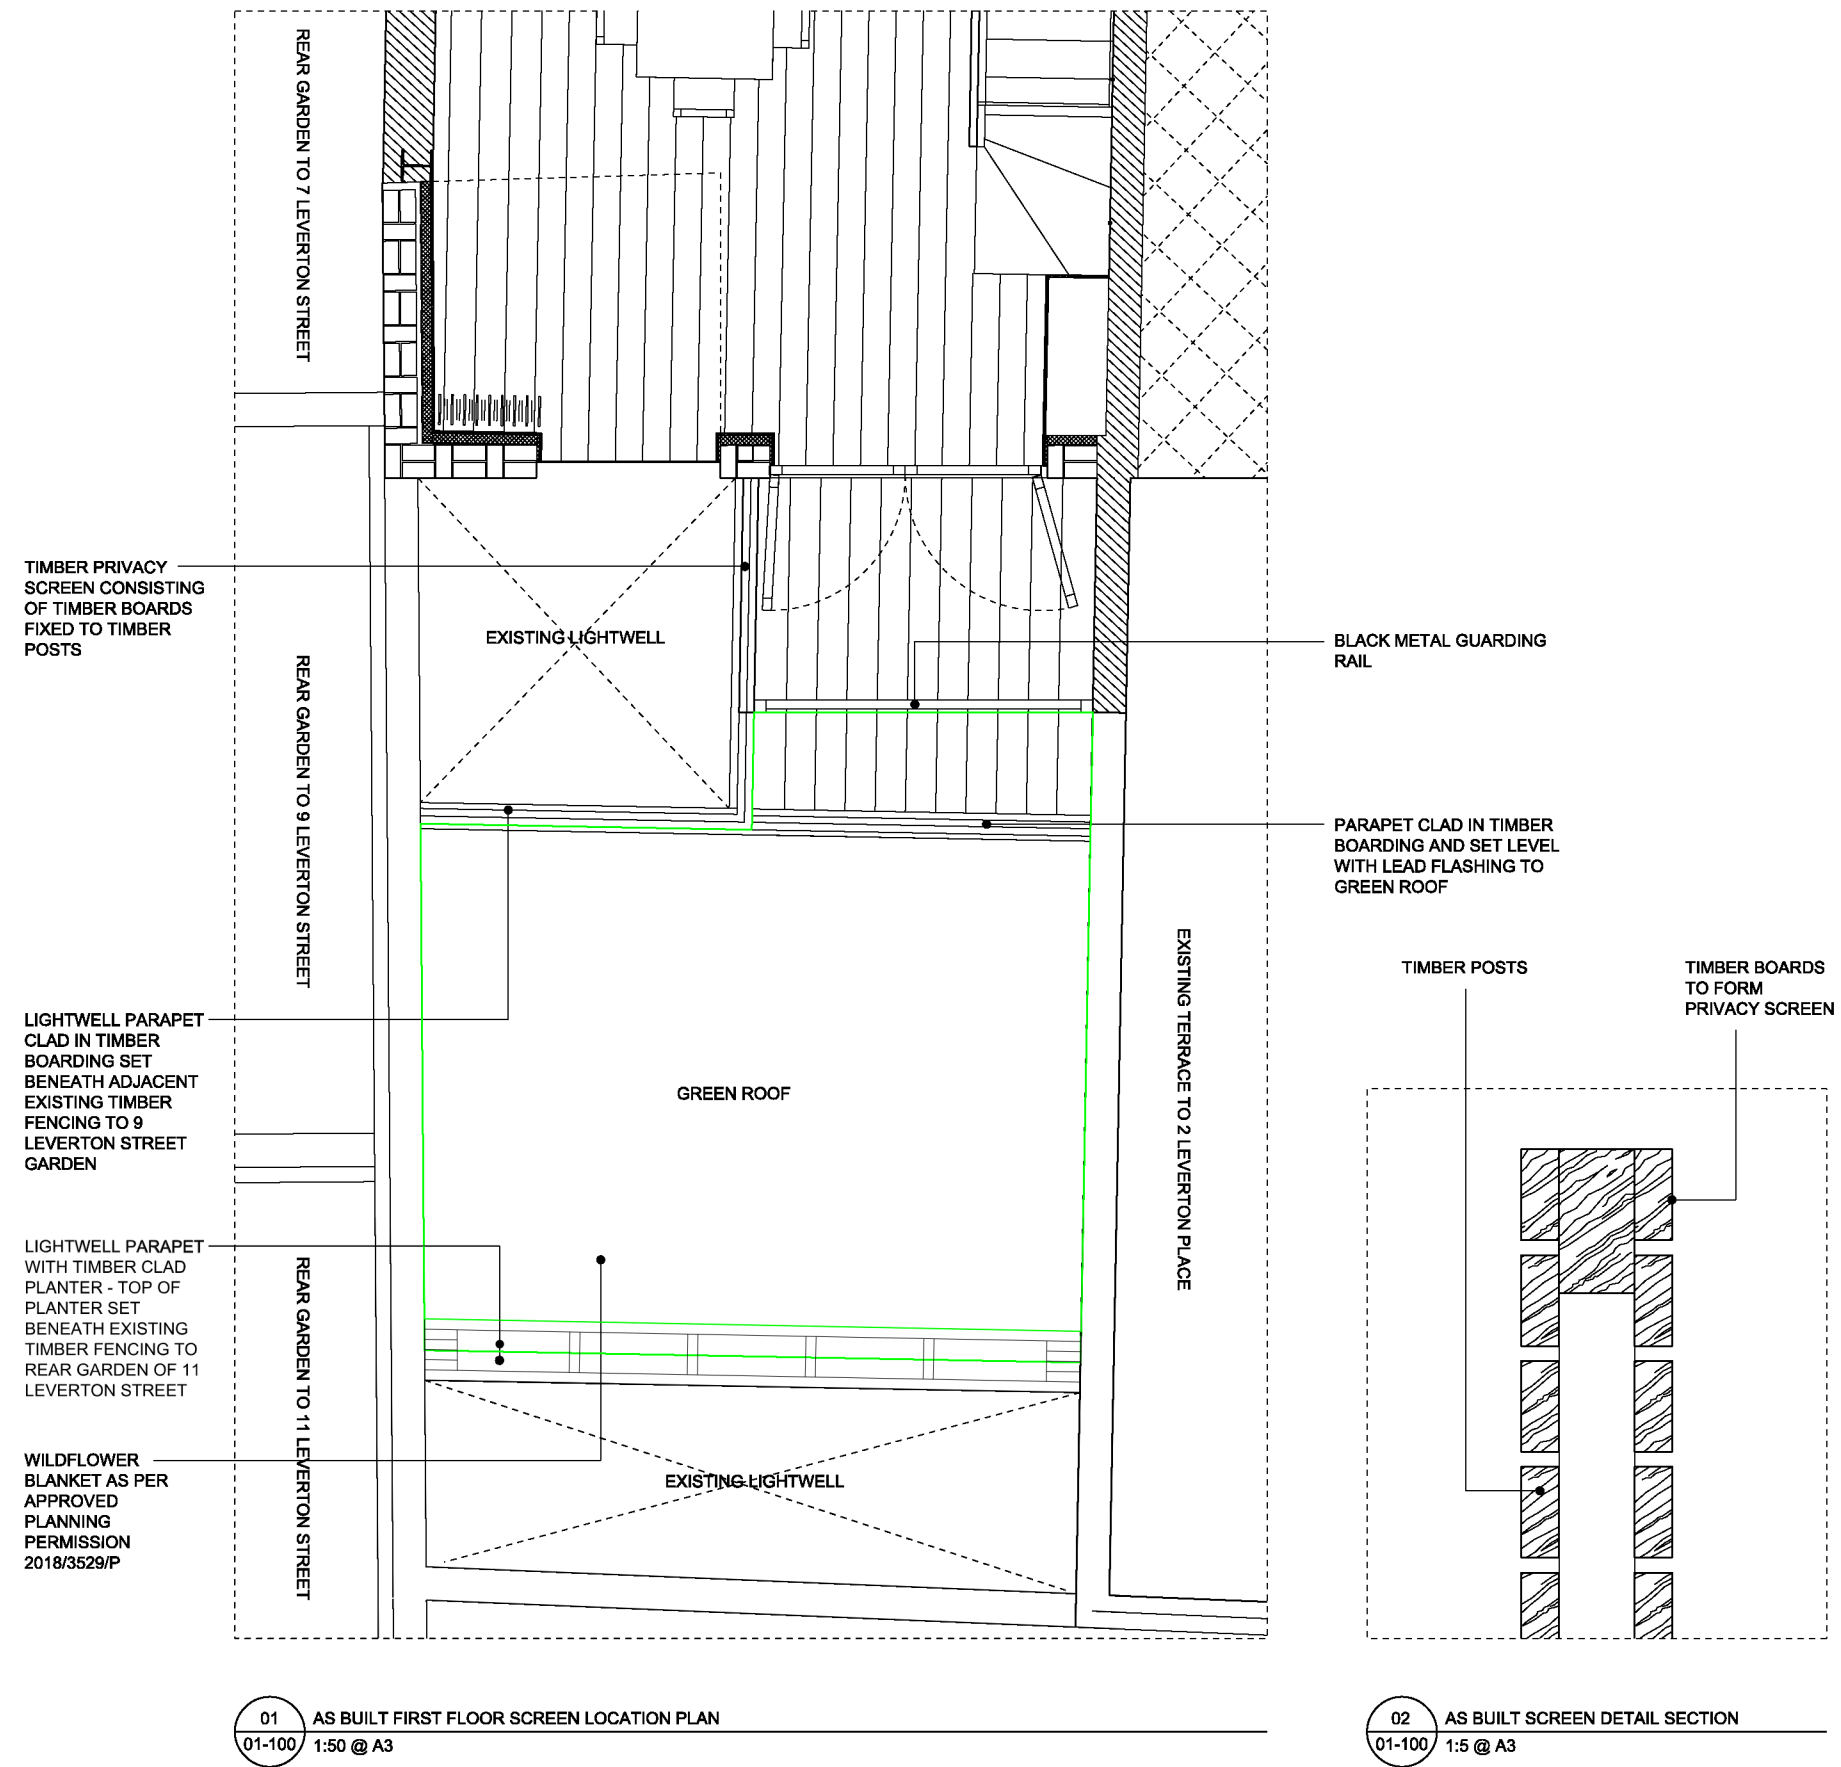 REAR GARDEN TO 7 LEVERTON STREET
TIMBER PRIVACY
SCREEN CONSISTING
OF TIMBER BOARDS
FIXED TO TIMBER
POSTS
EXISTING LIGHTWELL
BLACK METAL GUARDING
RAIL
REAR GARDEN TO 9 LEVERTON STREET
PARAPET CLAD IN TIMBER
BOARDING AND SET LEVEL
WITH LEAD FLASHING TO
GREEN ROOF
EXISTING TERRACE TO 2 LEVERTON PLACE
TIMBER POSTS
TIMBER BOARDS
TO FORM
PRIVACY SCREEN
LIGHTWELL PARAPET
CLAD IN TIMBER
BOARDING SET
BENEATH ADJACENT
EXISTING TIMBER
FENCING TO 9
LEVERTON STREET
GARDEN
GREEN ROOF
LIGHTWELL PARAPET
WITH TIMBER CLAD
PLANTER - TOP OF
PLANTER SET
BENEATH EXISTING
TIMBER FENCING TO
REAR GARDEN OF 11
LEVERTON STREET
REAR GARDEN TO 11 LEVERTON STREET
WILDFLOWER
BLANKET AS PER
APPROVED
PLANNING
PERMISSION
2018/3529/P
EXISTING LIGHTWELL
01
01-100
AS BUILT FIRST FLOOR SCREEN LOCATION PLAN
1:50 @ A3
02
01-100
AS BUILT SCREEN DETAIL SECTION
1:5 @ A3